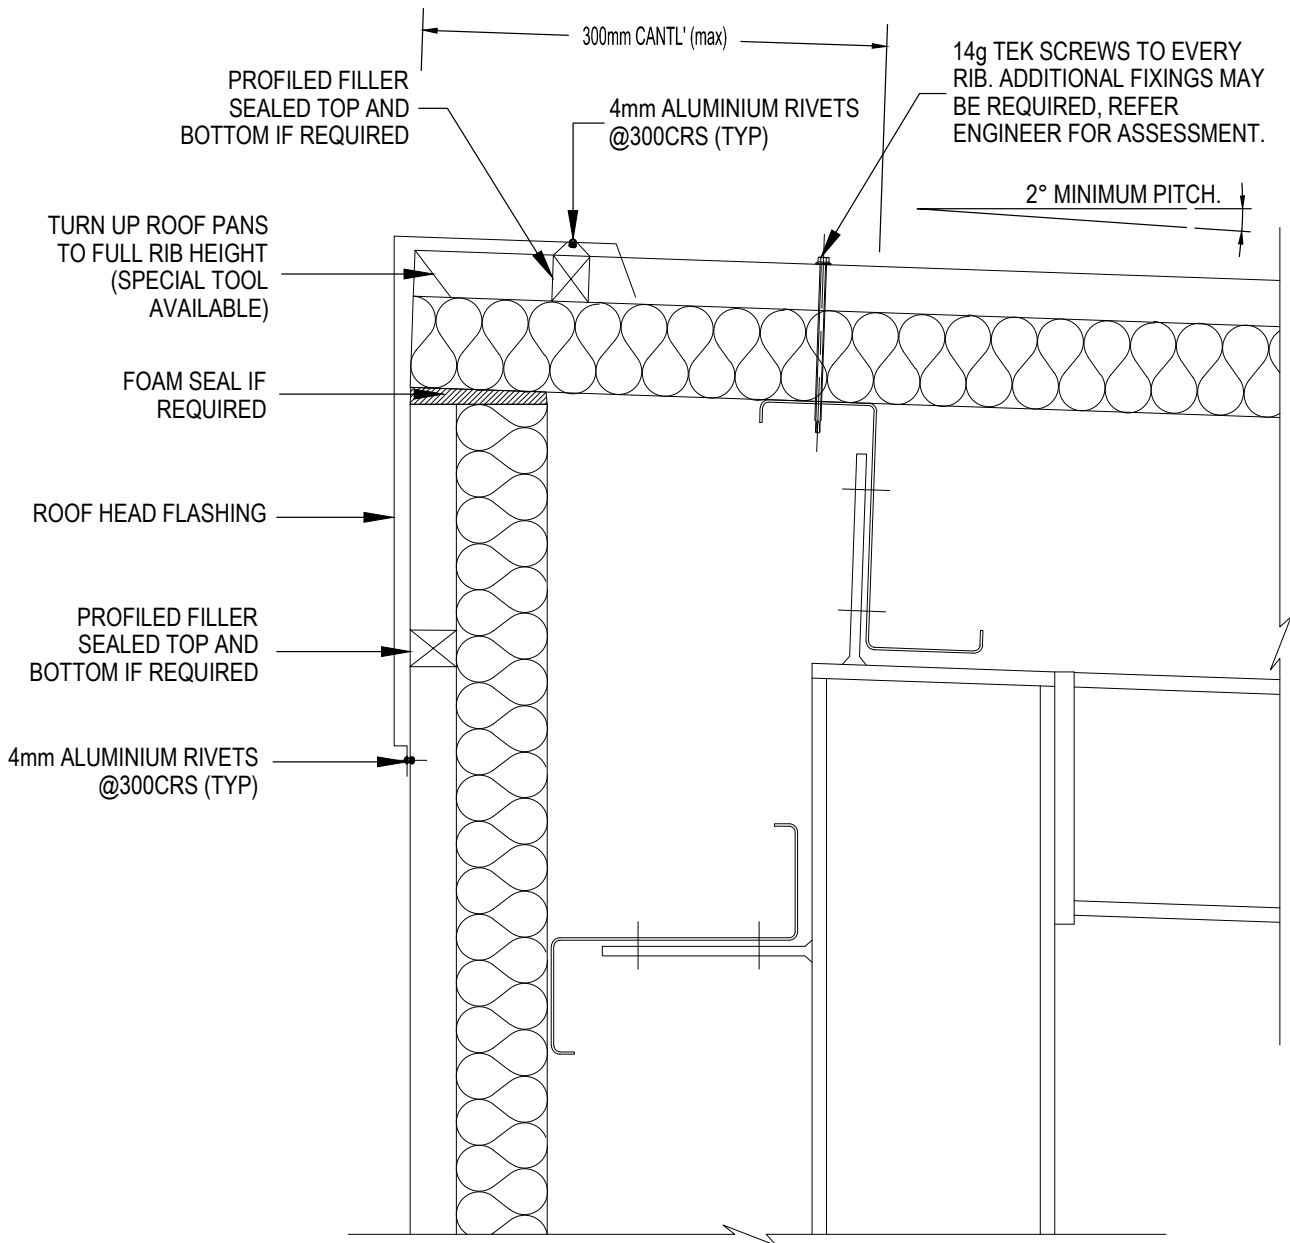 300mm CANTL' (max)
PROFILED FILLER
SEALED TOP AND
BOTTOM IF REQUIRED
4mm ALUMINIUM RIVETS
@300CRS (TYP)
14g TEK SCREWS TO EVERY
RIB. ADDITIONAL FIXINGS MAY
BE REQUIRED, REFER
ENGINEER FOR ASSESSMENT.
2° MINIMUM PITCH.
TURN UP ROOF PANS
TO FULL RIB HEIGHT
(SPECIAL TOOL
AVAILABLE)
FOAM SEAL IF
REQUIRED
ROOF HEAD FLASHING
PROFILED FILLER
SEALED TOP AND
BOTTOM IF REQUIRED
4mm ALUMINIUM RIVETS
@300CRS (TYP)